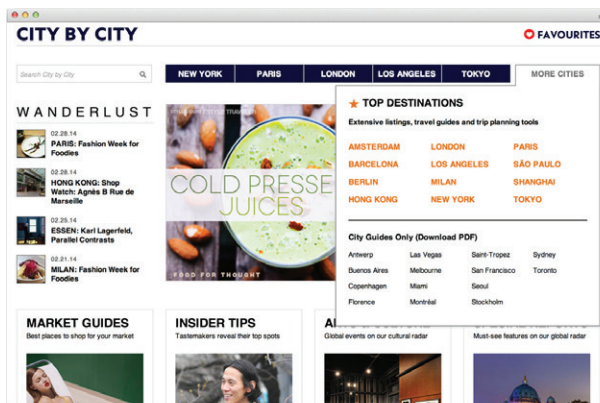 CITY BY CITY
FAVOURITES
Search City by City
NEW YORK PARIS LONDON LOS ANGELES TOKYO MORE CITIES
WANDERLUST
02.28.14
PARIS: Fashion Week for
Foodies
02.28.14
HONG KONG: Shop
Watch: Agnès B Rue de
Marseille
02.25.14
ESSEN: Karl Lagerfeld,
Parallel Contrasts
02.21.14
MILAN: Fashion Week for
Foodies
COLD PRESSE
JUICES
FOOD FOR THOUGHT
TOP DESTINATIONS
Extensive listings, travel guides and trip planning tools
AMSTERDAM LONDON PARIS
BARCELONA LOS ANGELES SÃO PAULO
BERLIN MILAN SHANGHAI
HONG KONG NEW YORK TOKYO
City Guides Only (Download PDF)
Antwerp Las Vegas Saint-Tropez Sydney
Buenos Aires Melbourne San Francisco Toronto
Copenhagen Miami Seoul
Florence Montréal Stockholm
MARKET GUIDES
Best places to shop for your market
INSIDER TIPS
Tastemakers reveal their top spots
Global events on our cultural radar
Must-see features on our global radar